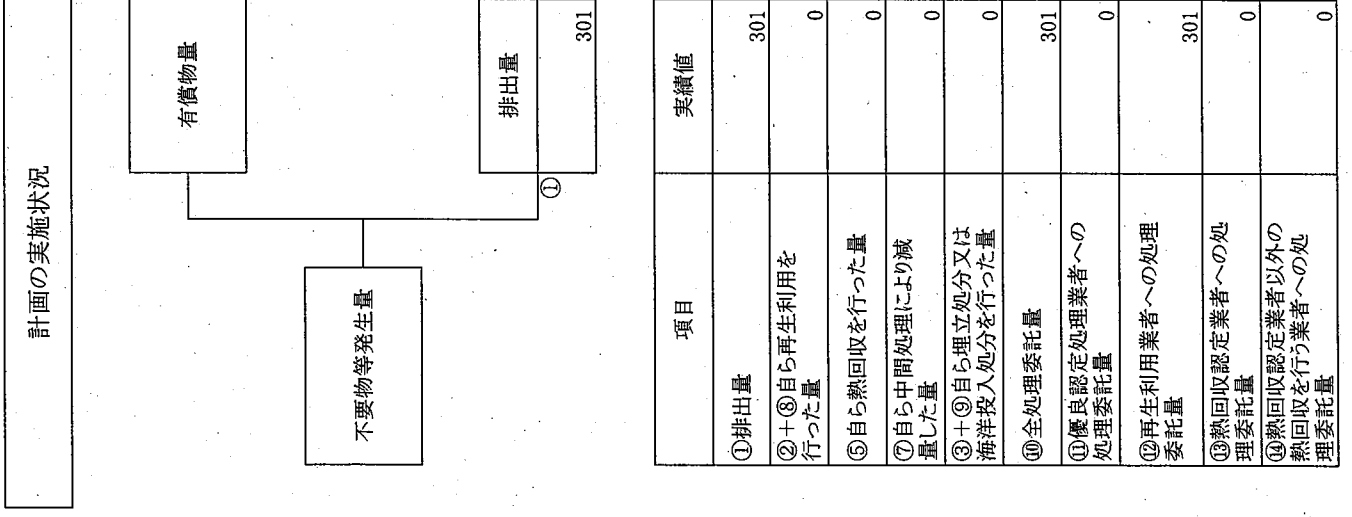 計画の実施状況
有償物量
不要物等発生量
排出量
①
301
項目
実績値
①排出量
301
②+⑧自ら再生利用を
行った量
0
⑤自ら熱回収を行った量
0
⑦自ら中間処理により減
量した量
0
③+⑨自ら埋立処分又は
海洋投入処分を行った量
0
⑩全処理委託量
301
⑪優良認定処理業者への
処理委託量
0
⑫再生利用業者への処理
委託量
301
⑬熱回収認定業者への処
理委託量
0
⑭熱回収認定業者以外の
熱回収を行う業者への処
理委託量
0